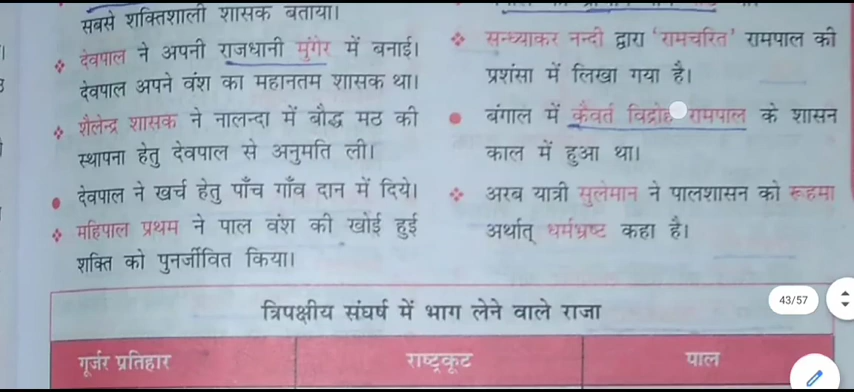 सबसे शक्तिशाली शासक बताया।
देवपाल ने अपनी राजधानी मुंगेर में बनाई।
देवपाल अपने वंश का महानतम शासक था।
शैलेन्द्र शासक ने नालन्दा में बौद्ध मठ की
स्थापना हेतु देवपाल से अनुमति ली।
देवपाल ने खर्च हेतु पाँच गाँव दान में दिये।
महिपाल प्रथम ने पाल वंश की खोई हुई
शक्ति को पुनर्जीवित किया।
सन्ध्याकर नन्दी द्वारा 'रामचरित' रामपाल की
प्रशंसा में लिखा गया है।
बंगाल में कैवर्त विद्रोह रामपाल के शासन
काल में हुआ था।
अरब यात्री सुलेमान ने पालशासन को रूहमा
अर्थात् धर्मभ्रष्ट कहा है।
43/57
त्रिपक्षीय संघर्ष में भाग लेने वाले राजा
गूर्जर प्रतिहार राष्ट्रकूट पाल